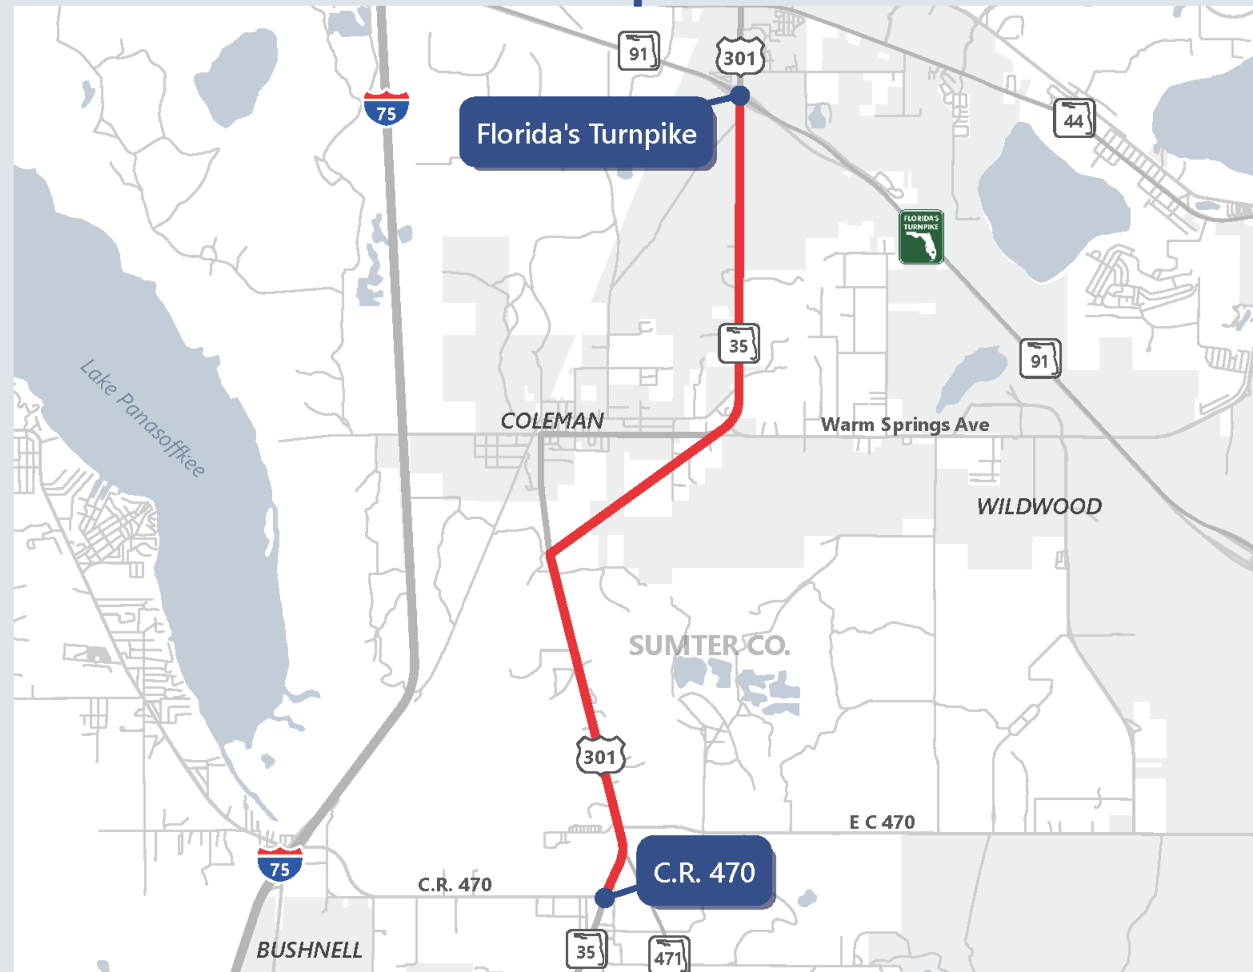 91
301
75
Florida's Turnpike
44
FLORIDA'S
TURNPIKE
35
91
Lake Panasoffkee
COLEMAN
Warm Springs Ave
WILDWOOD
SUMTER CO.
301
E C 470
75
C.R. 470
C.R. 470
BUSHNELL
35
471